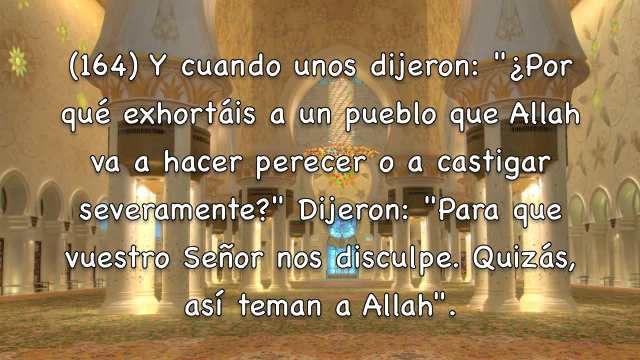 (164) Y cuando unos dijeron: "¿Por
qué exhortáis a un pueblo que Allah
va a hacer perecer o a castigar
severamente?" Dijeron: "Para que
vuestro Señor nos disculpe. Quizás,
así teman a Allah".